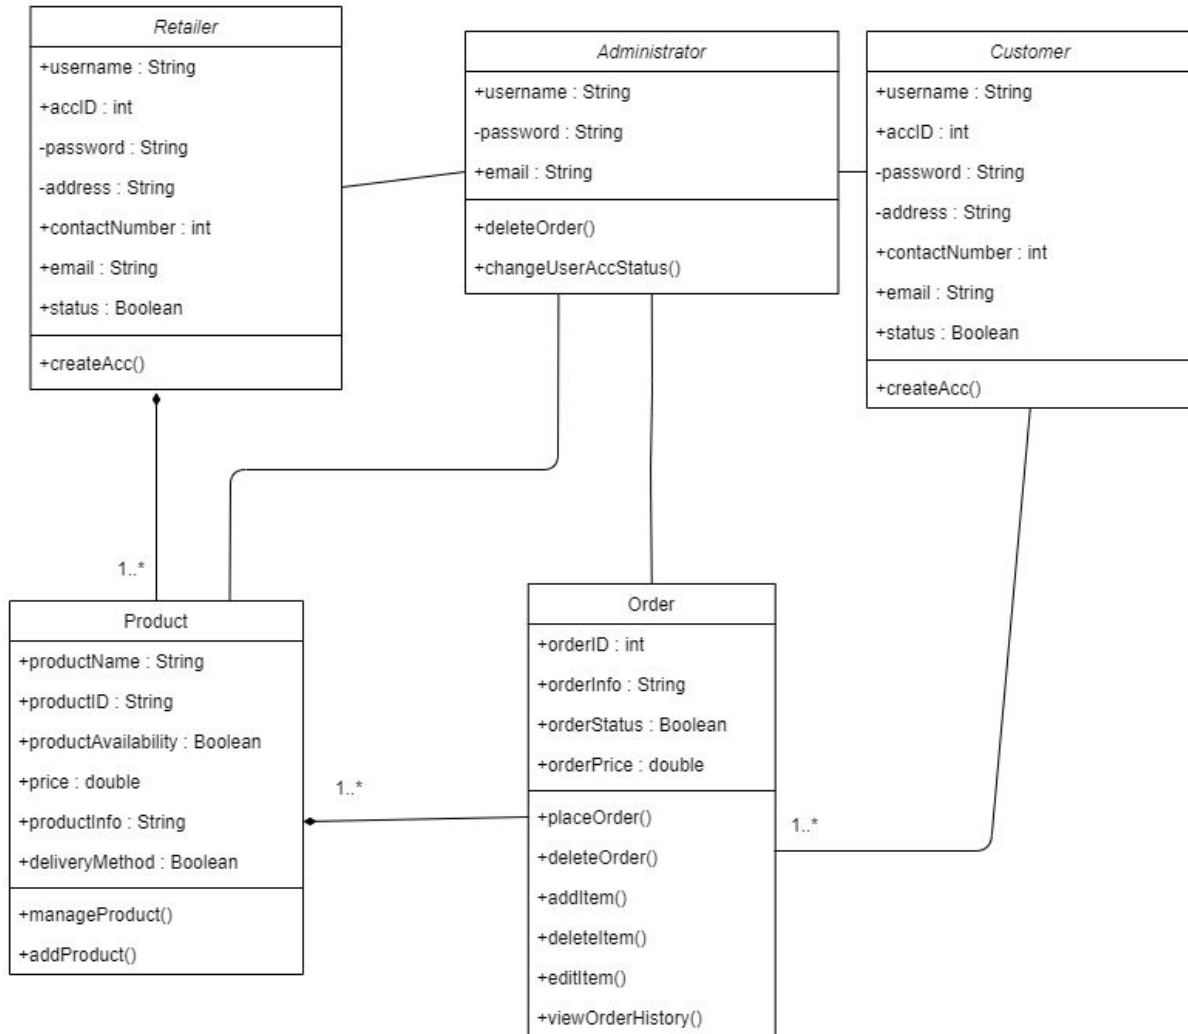 Retailer
+username : String
+accID : int
-password : String
-address : String
+contactNumber : int
+email : String
+status : Boolean
+createAcc()
Administrator
+username : String
-password : String
+email : String
+deleteOrder()
+changeUserAccStatus()
Customer
+username : String
+accID : int
-password : String
-address : String
+contactNumber : int
+email : String
+status : Boolean
+createAcc()
1..*
Product
+productName : String
+productID : String
+productAvailability : Boolean
+price : double
+productInfo : String
+deliveryMethod : Boolean
+manageProduct()
+addProduct()
1..*
Order
+orderID : int
+orderInfo : String
+orderStatus : Boolean
+orderPrice : double
+placeOrder()
+deleteOrder()
+addItem()
+deleteItem()
+editItem()
+viewOrderHistory()
1..*